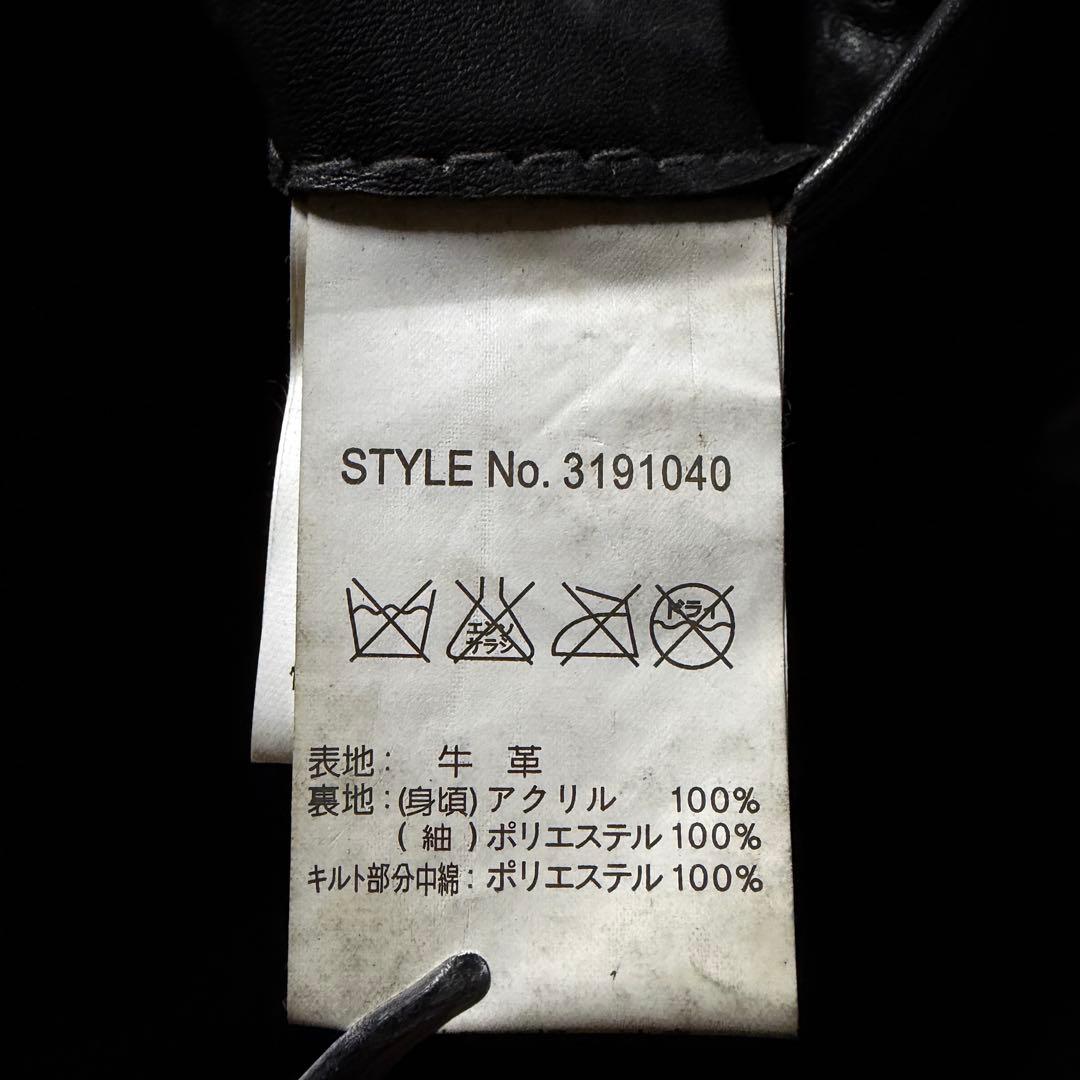 STYLE No. 3191040
エンソ サラシ
ドライ
表地: 牛 革
裏地:(身頃)アクリル 100%
(紬)ポリエステル 100%
キルト部分中綿:ポリエステル 100%